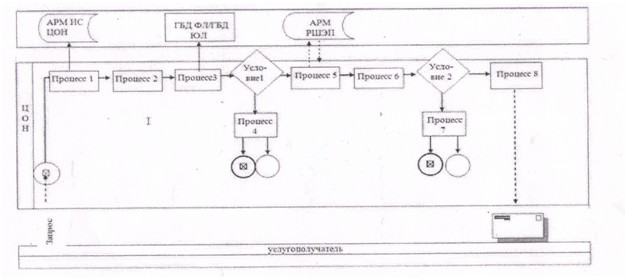 АРМ ИС
ЦОН
ГБД ФЛ/ГБД
ЮЛ
АРМ
РШЭП
ЦОН
Процесс 1
Процесс 2
Процесс3
Усло-
вие1
Процесс 5
Процесс 6
Усло-
вие 2
Процесс 8
Процесс
4
Процесс
7
Запрос
услугополучатель